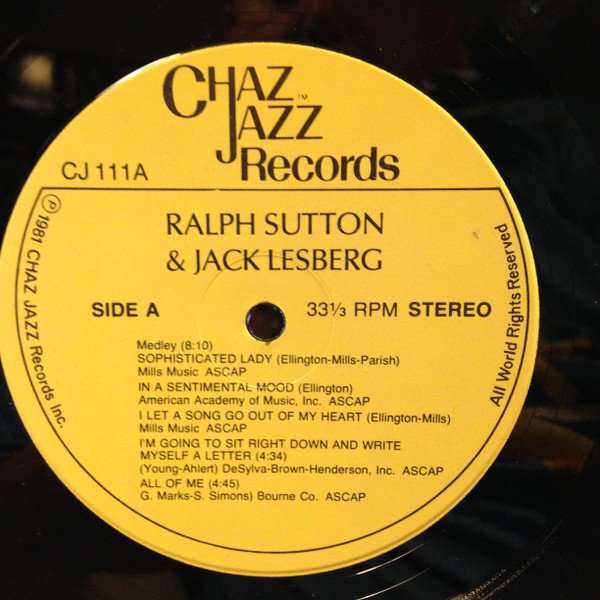 CHAZ™
JAZZ
Records
CJ 111A
RALPH SUTTON
& JACK LESBERG
SIDE A
33⅓ RPM STEREO
Medley (8:10)
SOPHISTICATED LADY (Ellington-Mills-Parish)
Mills Music ASCAP
IN A SENTIMENTAL MOOD (Ellington)
American Academy of Music, Inc. ASCAP
I LET A SONG GO OUT OF MY HEART (Ellington-Mills)
Mills Music ASCAP
I'M GOING TO SIT RIGHT DOWN AND WRITE
MYSELF A LETTER (4:34)
(Young-Ahlert) DeSylva-Brown-Henderson, Inc. ASCAP
ALL OF ME (4:45)
G. Marks-S. Simons) Bourne Co. ASCAP
℗ 1981 CHAZ JAZZ Records Inc.
All World Rights Reserved